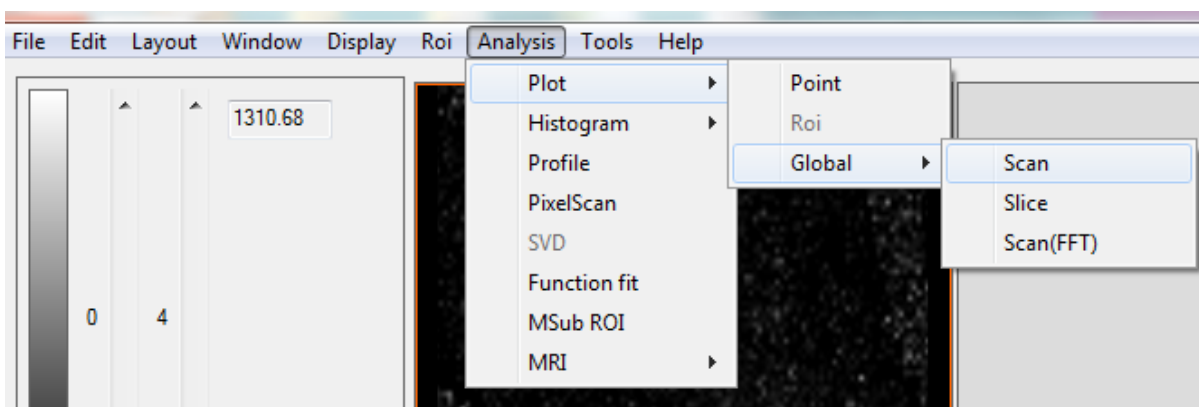 File Edit Layout Window Display Roi Analysis Tools Help
1310.68
0 4
Plot
Histogram
Profile
PixelScan
SVD
Function fit
MSub ROI
MRI
Point
Roi
Global
Scan
Slice
Scan(FFT)